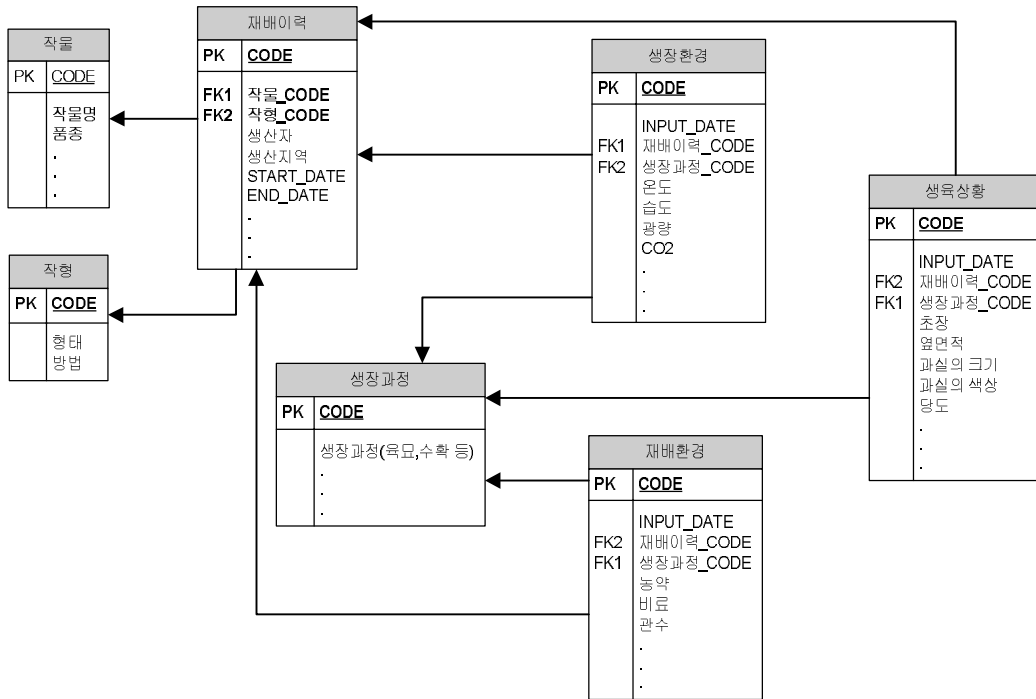 작물
PK CODE
작물명
품종
.
.
.
재배이력
PK CODE
FK1 작물_CODE
FK2 작형_CODE
생산자
생산지역
START_DATE
END_DATE
.
.
.
작형
PK CODE
형태
방법
생장환경
PK CODE
INPUT_DATE
FK1 재배이력_CODE
FK2 생장과정_CODE
온도
습도
광량
CO2
.
.
.
생육상황
PK CODE
INPUT_DATE
FK2 재배이력_CODE
FK1 생장과정_CODE
초장
옆면적
과실의 크기
과실의 색상
당도
.
.
.
생장과정
PK CODE
생장과정(육묘,수확 등)
.
.
.
재배환경
PK CODE
INPUT_DATE
FK2 재배이력_CODE
FK1 생장과정_CODE
농약
비료
관수
.
.
.